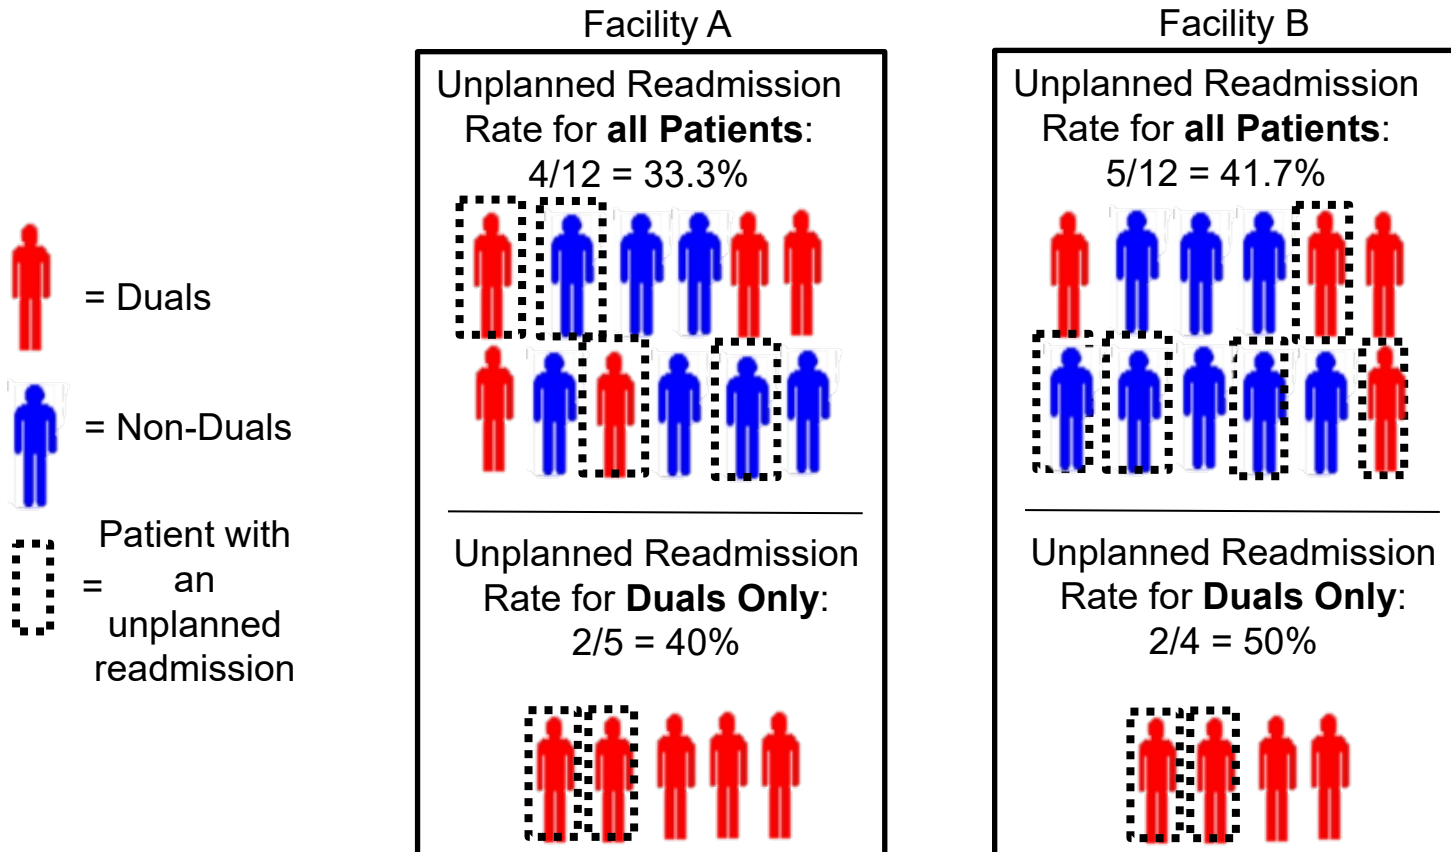 Facility A
Unplanned Readmission
Rate for all Patients:
4/12 = 33.3%
Unplanned Readmission
Rate for Duals Only:
2/5 = 40%
Facility B
Unplanned Readmission
Rate for all Patients:
5/12 = 41.7%
Unplanned Readmission
Rate for Duals Only:
2/4 = 50%
= Duals
= Non-Duals
= Patient with
an
unplanned
readmission